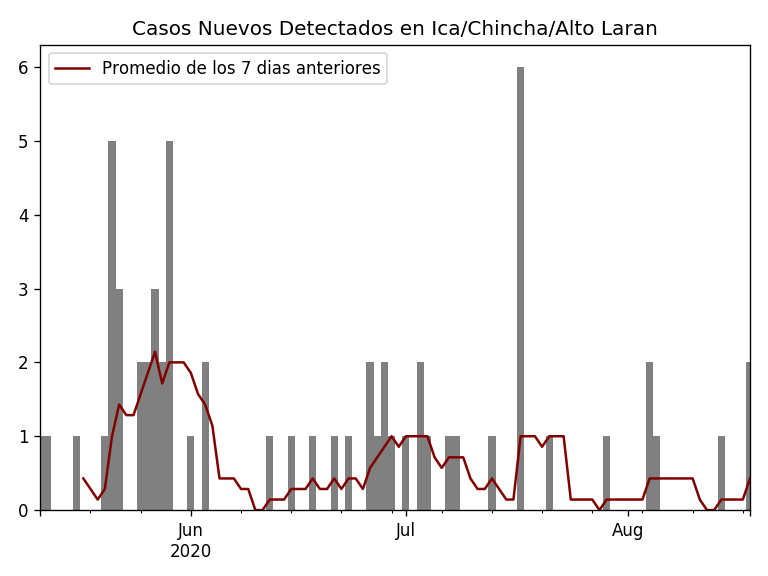 Casos Nuevos Detectados en Ica/Chincha/Alto Laran
Promedio de los 7 dias anteriores
6
5
4
3
2
1
0
Jun
2020
Jul
Aug